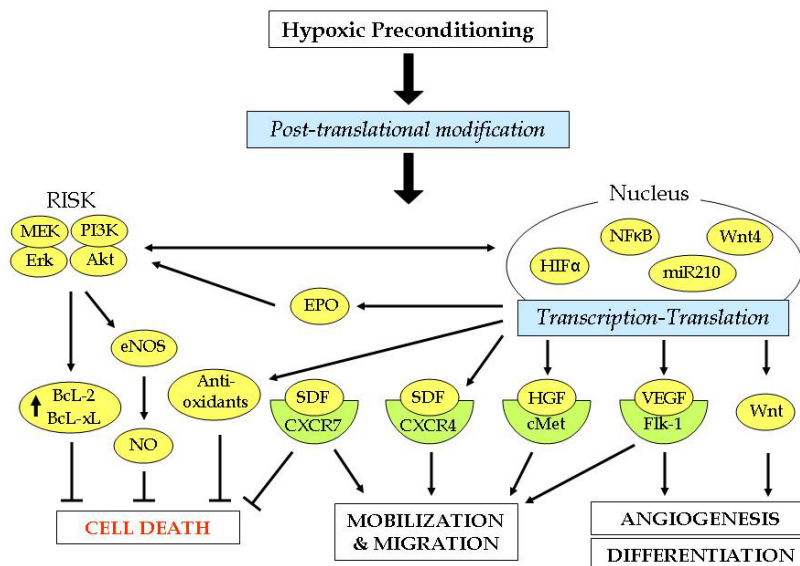 Hypoxic Preconditioning
Post-translational modification
RISK
MEK
PI3K
Erk
Akt
Nucleus
NFκB
Wnt4
HIFα
miR210
EPO
Transcription-Translation
eNOS
BcL-2
BcL-xL
NO
Anti-
oxidants
SDF
CXCR7
SDF
CXCR4
HGF
cMet
VEGF
Flk-1
Wnt
CELL DEATH
MOBILIZATION
& MIGRATION
ANGIOGENESIS
DIFFERENTIATION